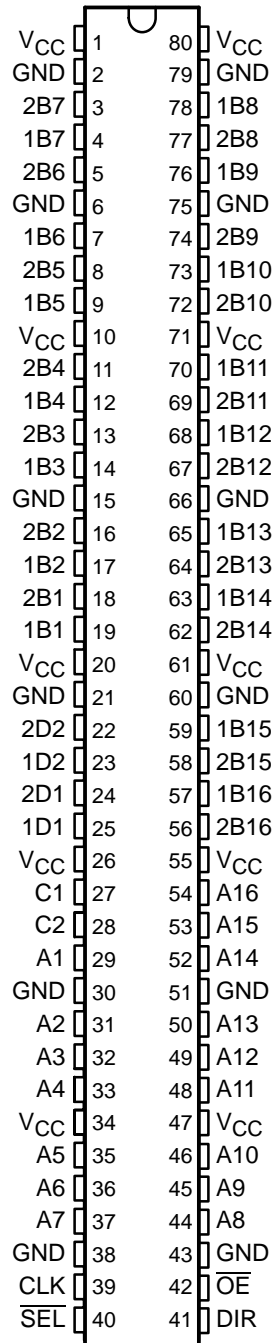 VCC 1 80 VCC
GND 2 79 GND
2B7 3 78 1B8
1B7 4 77 2B8
2B6 5 76 1B9
GND 6 75 GND
1B6 7 74 2B9
2B5 8 73 1B10
1B5 9 72 2B10
VCC 10 71 VCC
2B4 11 70 1B11
1B4 12 69 2B11
2B3 13 68 1B12
1B3 14 67 2B12
GND 15 66 GND
2B2 16 65 1B13
1B2 17 64 2B13
2B1 18 63 1B14
1B1 19 62 2B14
VCC 20 61 VCC
GND 21 60 GND
2D2 22 59 1B15
1D2 23 58 2B15
2D1 24 57 1B16
1D1 25 56 2B16
VCC 26 55 VCC
C1 27 54 A16
C2 28 53 A15
A1 29 52 A14
GND 30 51 GND
A2 31 50 A13
A3 32 49 A12
A4 33 48 A11
VCC 34 47 VCC
A5 35 46 A10
A6 36 45 A9
A7 37 44 A8
GND 38 43 GND
CLK 39 42 O̅E̅
S̅E̅L̅ 40 41 DIR